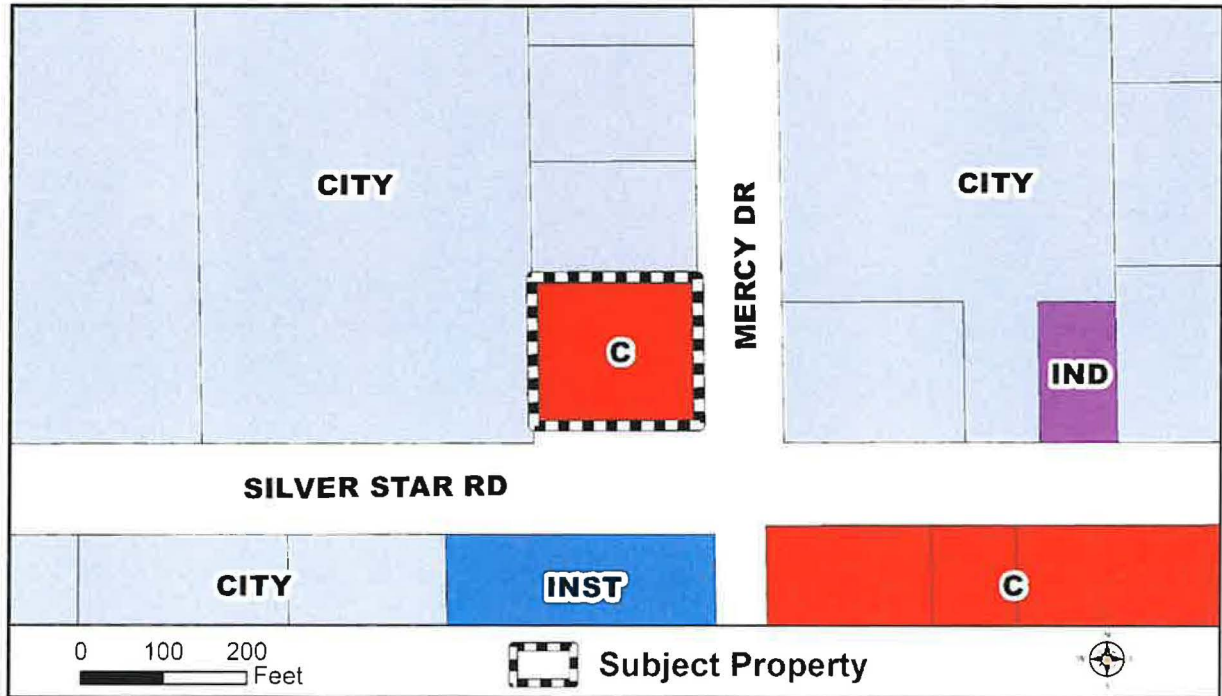 CITY
CITY
MERCY DR
C
IND
SILVER STAR RD
CITY
INST
C
0 100 200
Feet
Subject Property